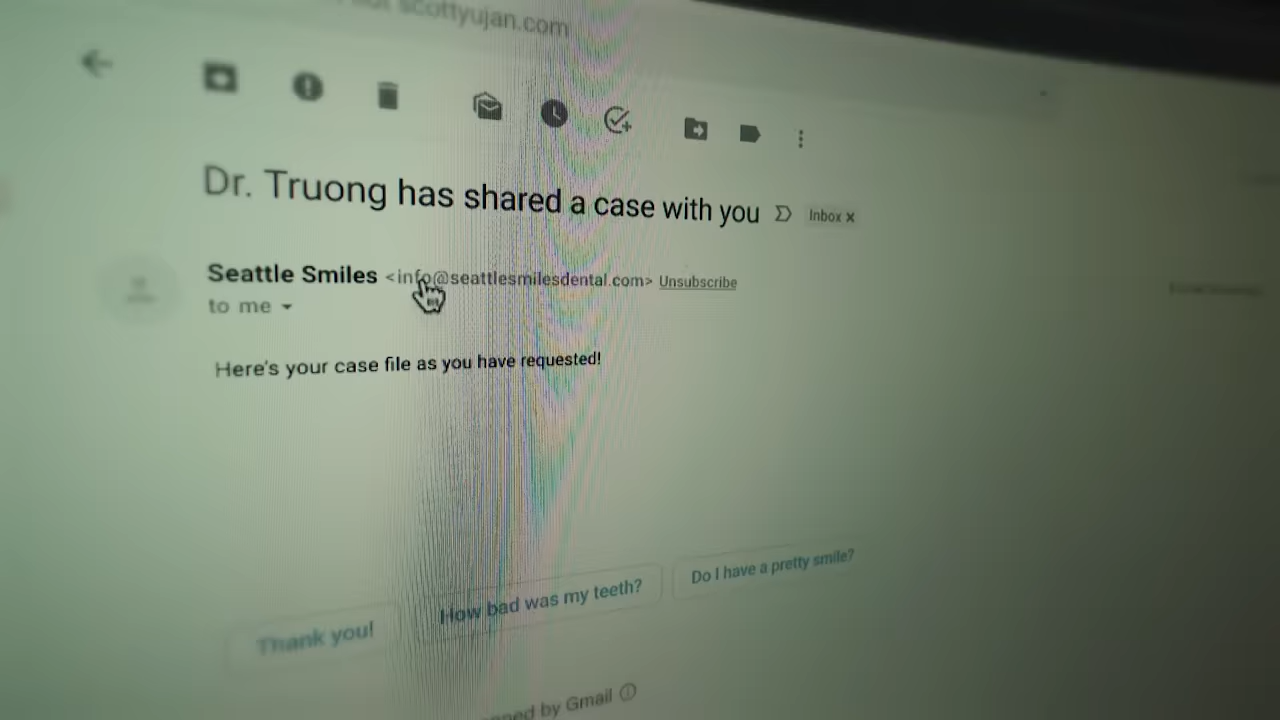 scottyujan.com
Dr. Truong has shared a case with you Inbox x
Seattle Smiles <info@seattlesmilesdental.com> Unsubscribe
to me
Here's your case file as you have requested!
Thank you!
How bad was my teeth?
Do I have a pretty smile?
by Gmail